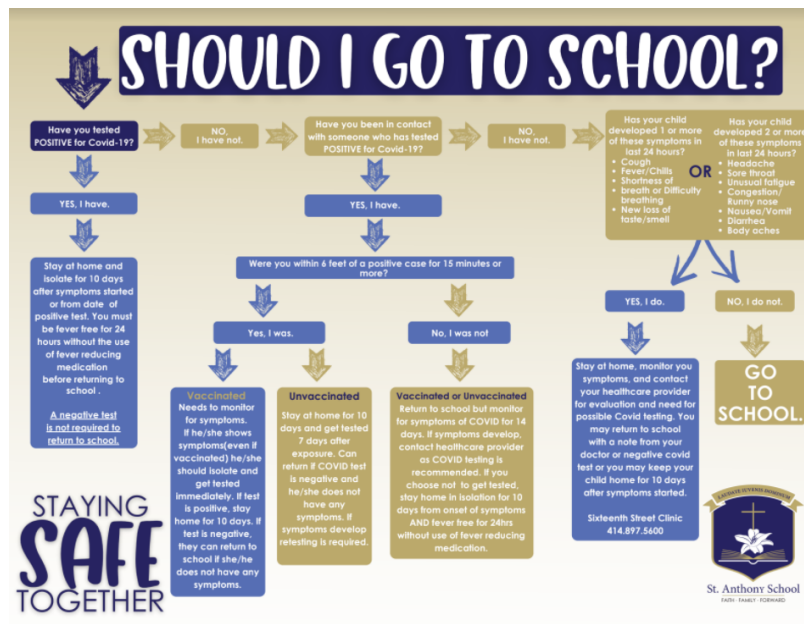 SHOULD I GO TO SCHOOL?
Have you tested
POSITIVE for Covid-19?
NO,
I have not.
Have you been in contact
with someone who has tested
POSITIVE for Covid-19?
NO,
I have not.
Has your child
developed 1 or more
of these symptoms in
last 24 hours?
• Cough
• Fever/Chills
• Shortness of
• breath or Difficulty
breathing
• New loss of
taste/smell
OR
Has your child
developed 2 or more
of these symptoms
in last 24 hours?
• Headache
• Sore throat
• Unusual fatigue
• Congestion/
Runny nose
• Nausea/Vomit
• Diarrhea
• Body aches
YES, I have.
YES, I have.
Were you within 6 feet of a positive case for 15 minutes or
more?
Stay at home and
isolate for 10 days
after symptoms started
or from date of
positive test. You must
be fever free for 24
hours without the use
of fever reducing
medication
before returning to
school .
A negative test
is not required to
return to school.
Yes, I was.
No, I was not
YES, I do.
NO, I do not.
Vaccinated
Needs to monitor
for symptoms.
If he/she shows
symptoms(even if
vaccinated) he/she
should isolate and
get tested
immediately. If test
is positive, stay
home for 10 days. If
test is negative,
they can return to
school if she/he
does not have any
symptoms.
Unvaccinated
Stay at home for 10
days and get tested
7 days after
exposure. Can
return if COVID test
is negative and
he/she does not
have any
symptoms. If
symptoms develop
retesting is required.
Vaccinated or Unvaccinated
Return to school but monitor
for symptoms of COVID for 14
days. If symptoms develop,
contact healthcare provider
as COVID testing is
recommended. If you
choose not to get tested,
stay home in isolation for 10
days from onset of symptoms
AND fever free for 24hrs
without use of fever reducing
medication.
Stay at home, monitor you
symptoms, and contact
your healthcare provider
for evaluation and need for
possible Covid testing. You
may return to school
with a note from your
doctor or negative covid
test or you may keep your
child home for 10 days
after symptoms started.
Sixteenth Street Clinic
414.897.5600
GO
TO
SCHOOL.
STAYING
SAFE
TOGETHER
St. Anthony School
FAITH · FAMILY · FORWARD